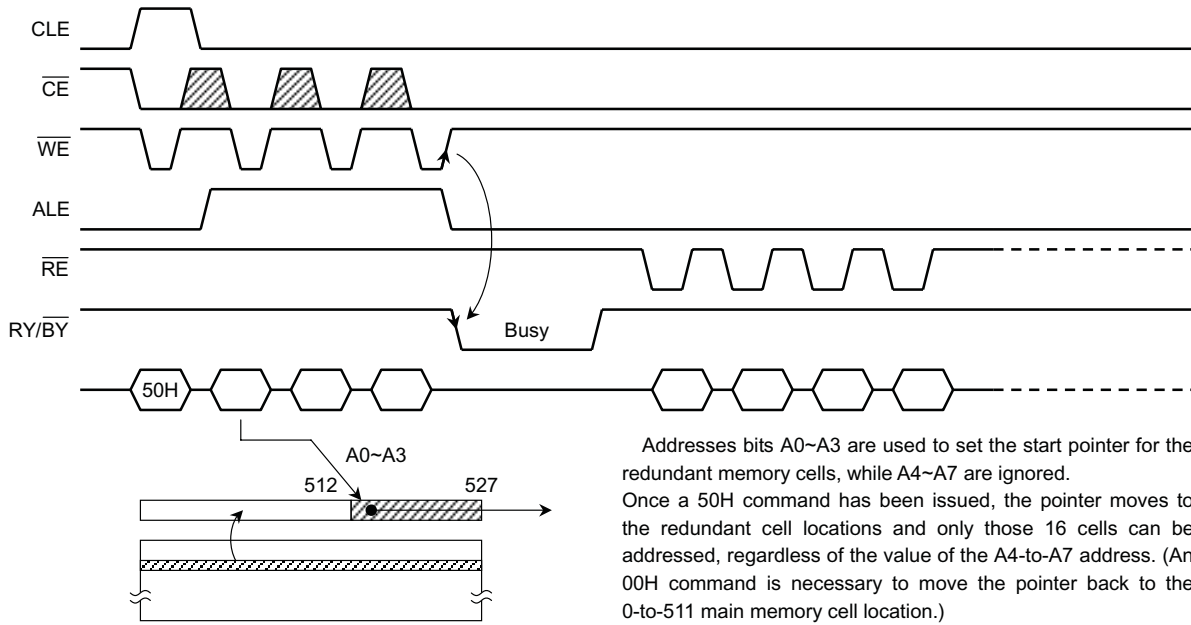 CLE
CE
WE
ALE
RE
RY/BY
Busy
50H
A0~A3
512
527
Addresses bits A0~A3 are used to set the start pointer for the
redundant memory cells, while A4~A7 are ignored.
Once a 50H command has been issued, the pointer moves to
the redundant cell locations and only those 16 cells can be
addressed, regardless of the value of the A4-to-A7 address. (An
00H command is necessary to move the pointer back to the
0-to-511 main memory cell location.)